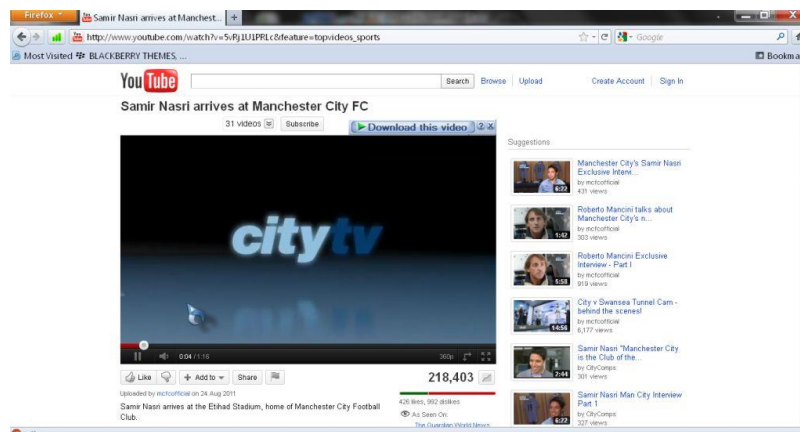 Firefox
Samir Nasri arrives at Manchest...
+
http://www.youtube.com/watch?v=5vRj1U1PRLc&feature=topvideos_sports
Google
Most Visited
BLACKBERRY THEMES, ...
Bookma
YouTube
Search
Browse
Upload
Create Account
Sign In
Samir Nasri arrives at Manchester City FC
31 videos
Subscribe
Download this video
? X
citytv
0:04 / 1:16
360p
Like
+ Add to
Share
218,403
Uploaded by mcfcofficial on 24 Aug 2011
Samir Nasri arrives at the Etihad Stadium, home of Manchester City Football
Club.
426 likes, 992 dislikes
As Seen On:
The Guardian World News
Suggestions
Manchester City's Samir Nasri
Exclusive Intervi...
by mcfcofficial
431 views
6:22
Roberto Mancini talks about
Manchester City's n...
by mcfcofficial
303 views
1:42
Roberto Mancini Exclusive
Interview - Part I
by mcfcofficial
919 views
5:58
City v Swansea Tunnel Cam -
behind the scenes!
by mcfcofficial
6,177 views
14:56
Samir Nasri "Manchester City
is the Club of the...
by CityComps
301 views
2:44
Samir Nasri Man City Interview
Part 1
by CityComps
327 views
6:22